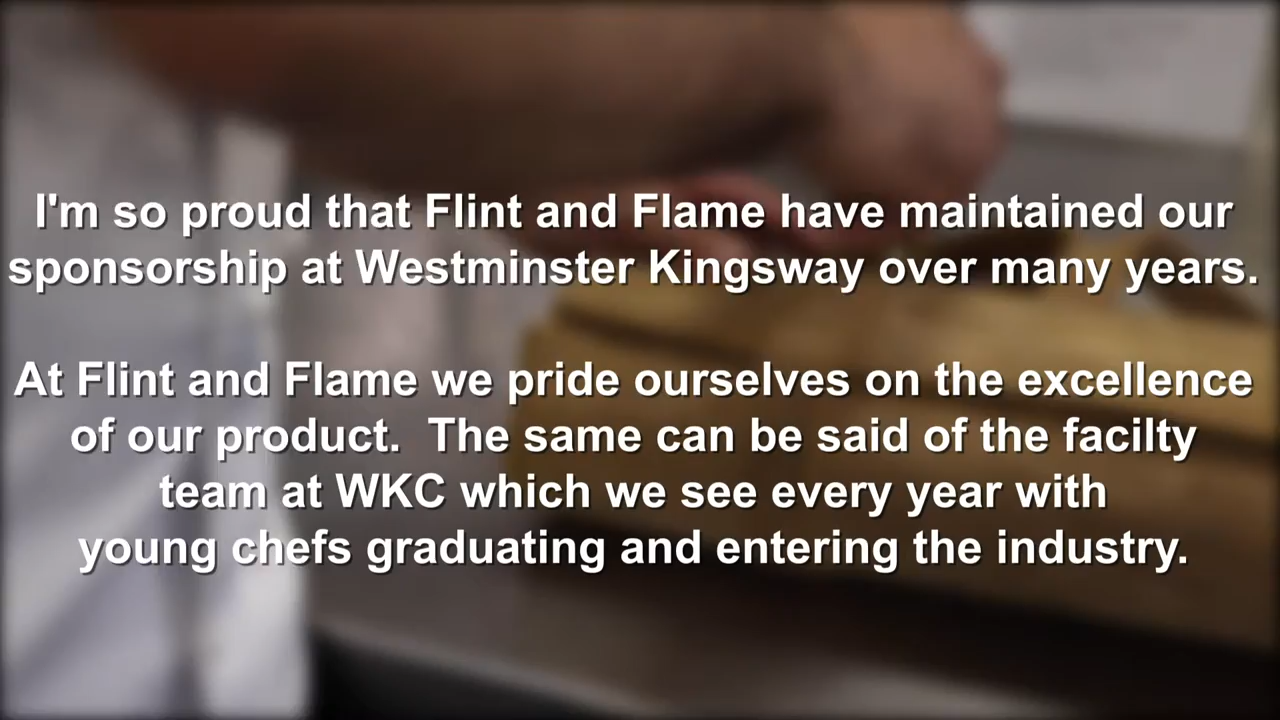 I'm so proud that Flint and Flame have maintained our
sponsorship at Westminster Kingsway over many years.
At Flint and Flame we pride ourselves on the excellence
of our product.  The same can be said of the facilty
team at WKC which we see every year with
young chefs graduating and entering the industry.